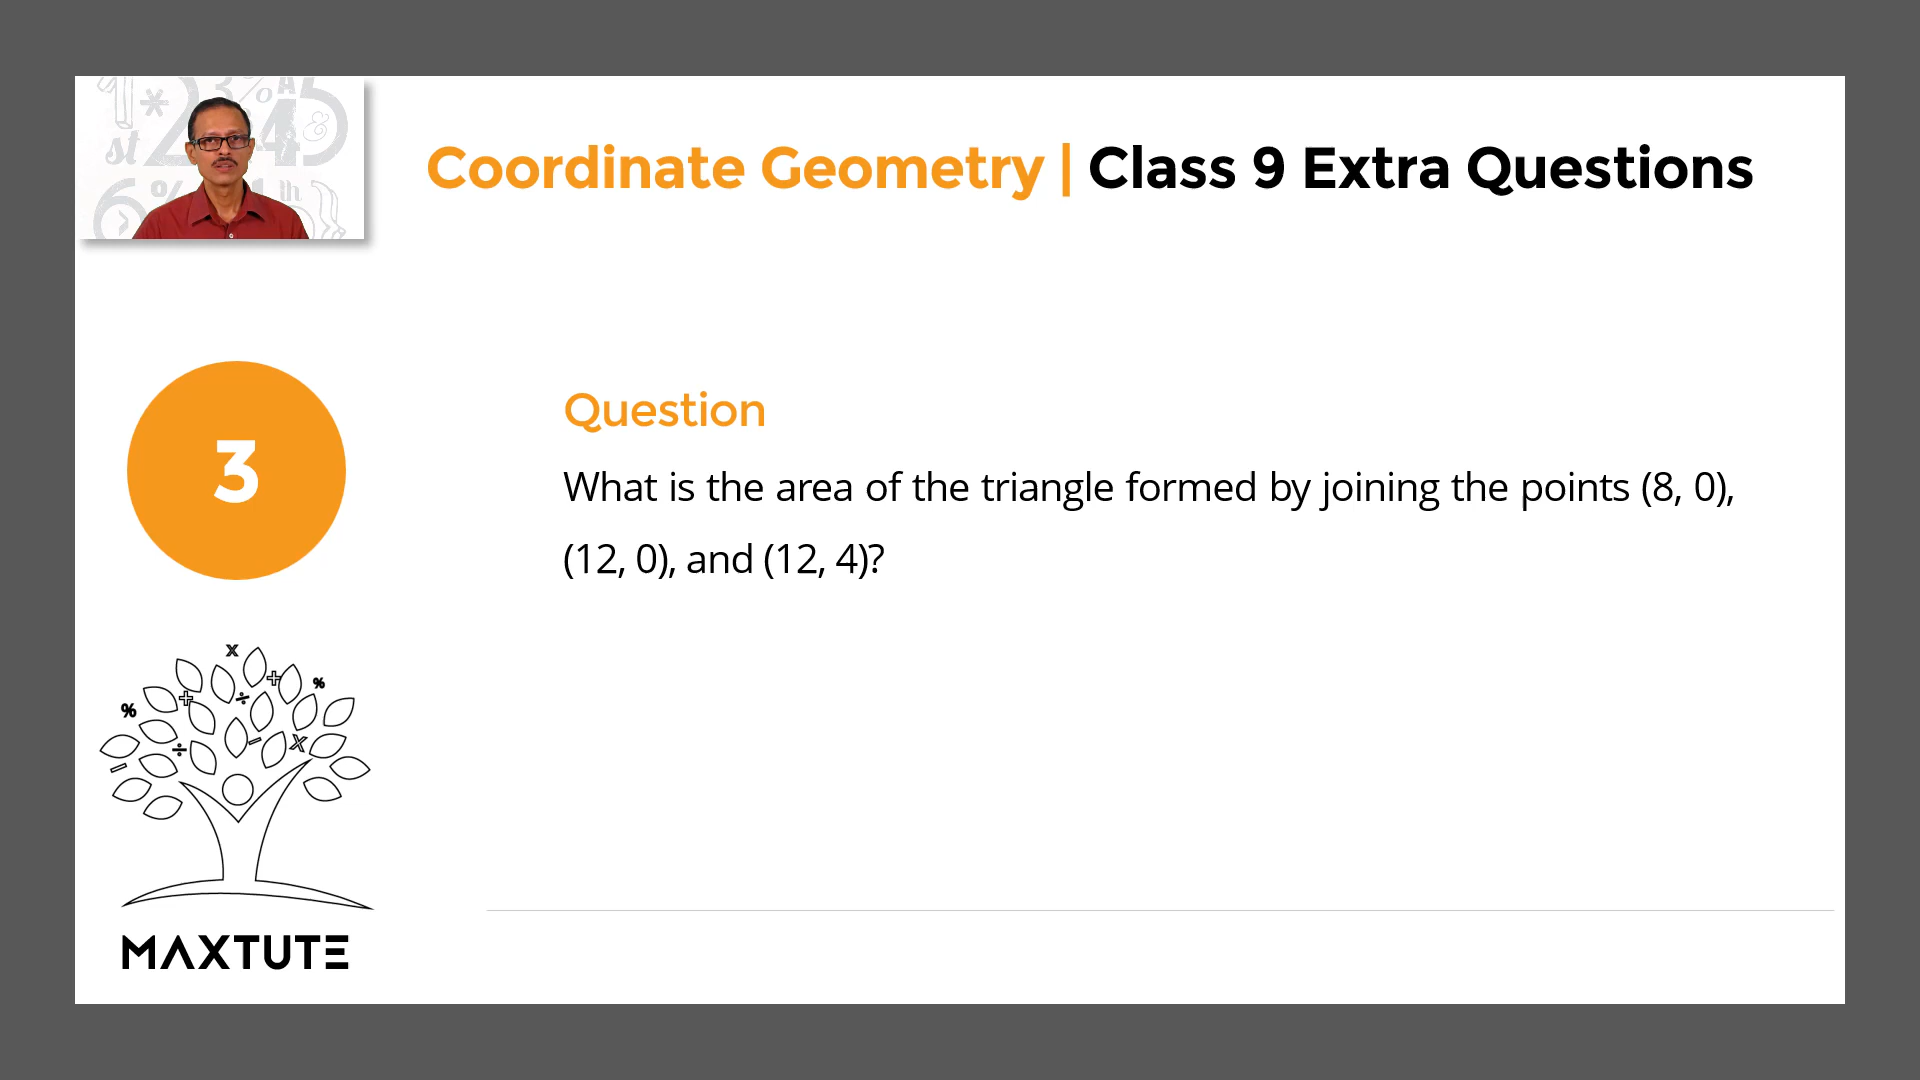 Coordinate Geometry | Class 9 Extra Questions
3
Question
What is the area of the triangle formed by joining the points (8, 0),
(12, 0), and (12, 4)?
MAXTUTE